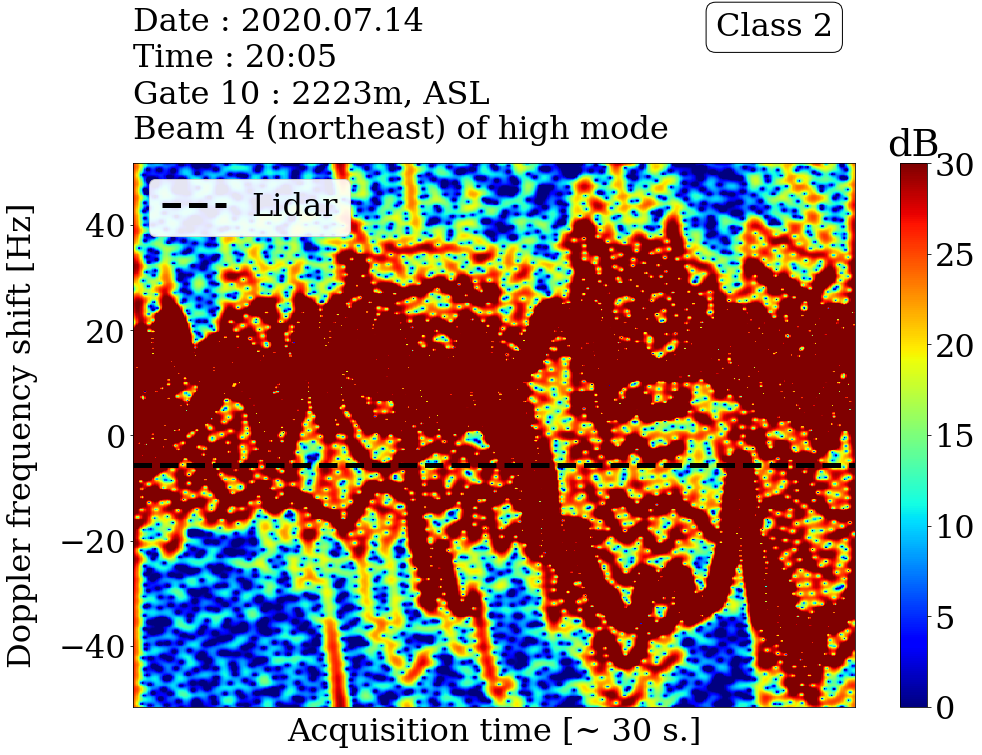 Date : 2020.07.14
Time : 20:05
Gate 10 : 2223m, ASL
Beam 4 (northeast) of high mode
Class 2
dB
Lidar
Doppler frequency shift [Hz]
40
20
0
−20
−40
Acquisition time [~ 30 s.]
30
25
20
15
10
5
0